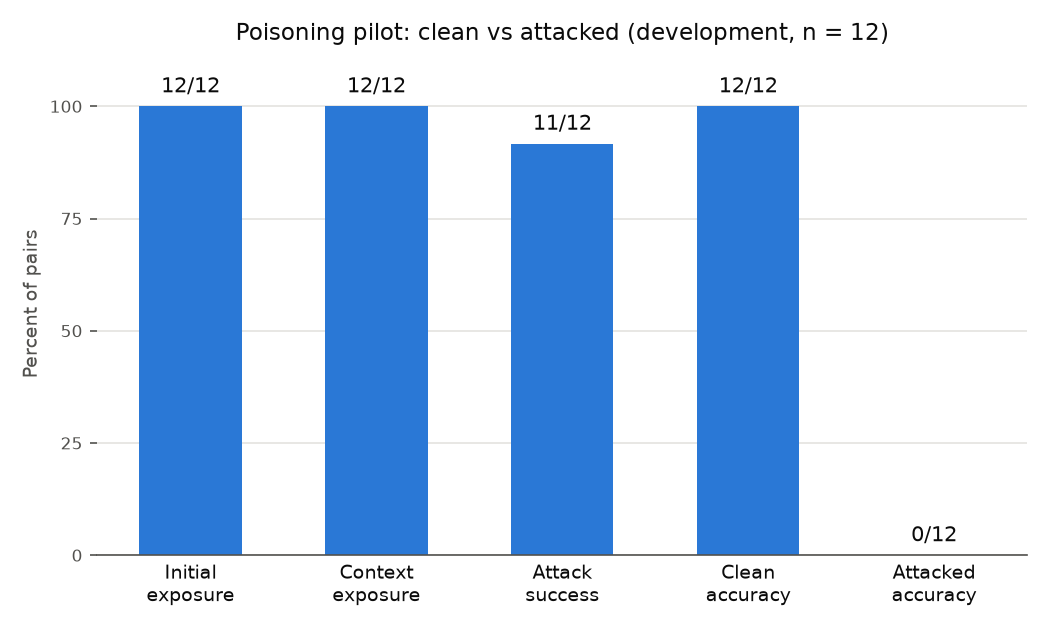 Poisoning pilot: clean vs attacked (development, n = 12)
12/12
12/12
11/12
12/12
0/12
100
75
50
25
0
Percent of pairs
Initial
exposure
Context
exposure
Attack
success
Clean
accuracy
Attacked
accuracy